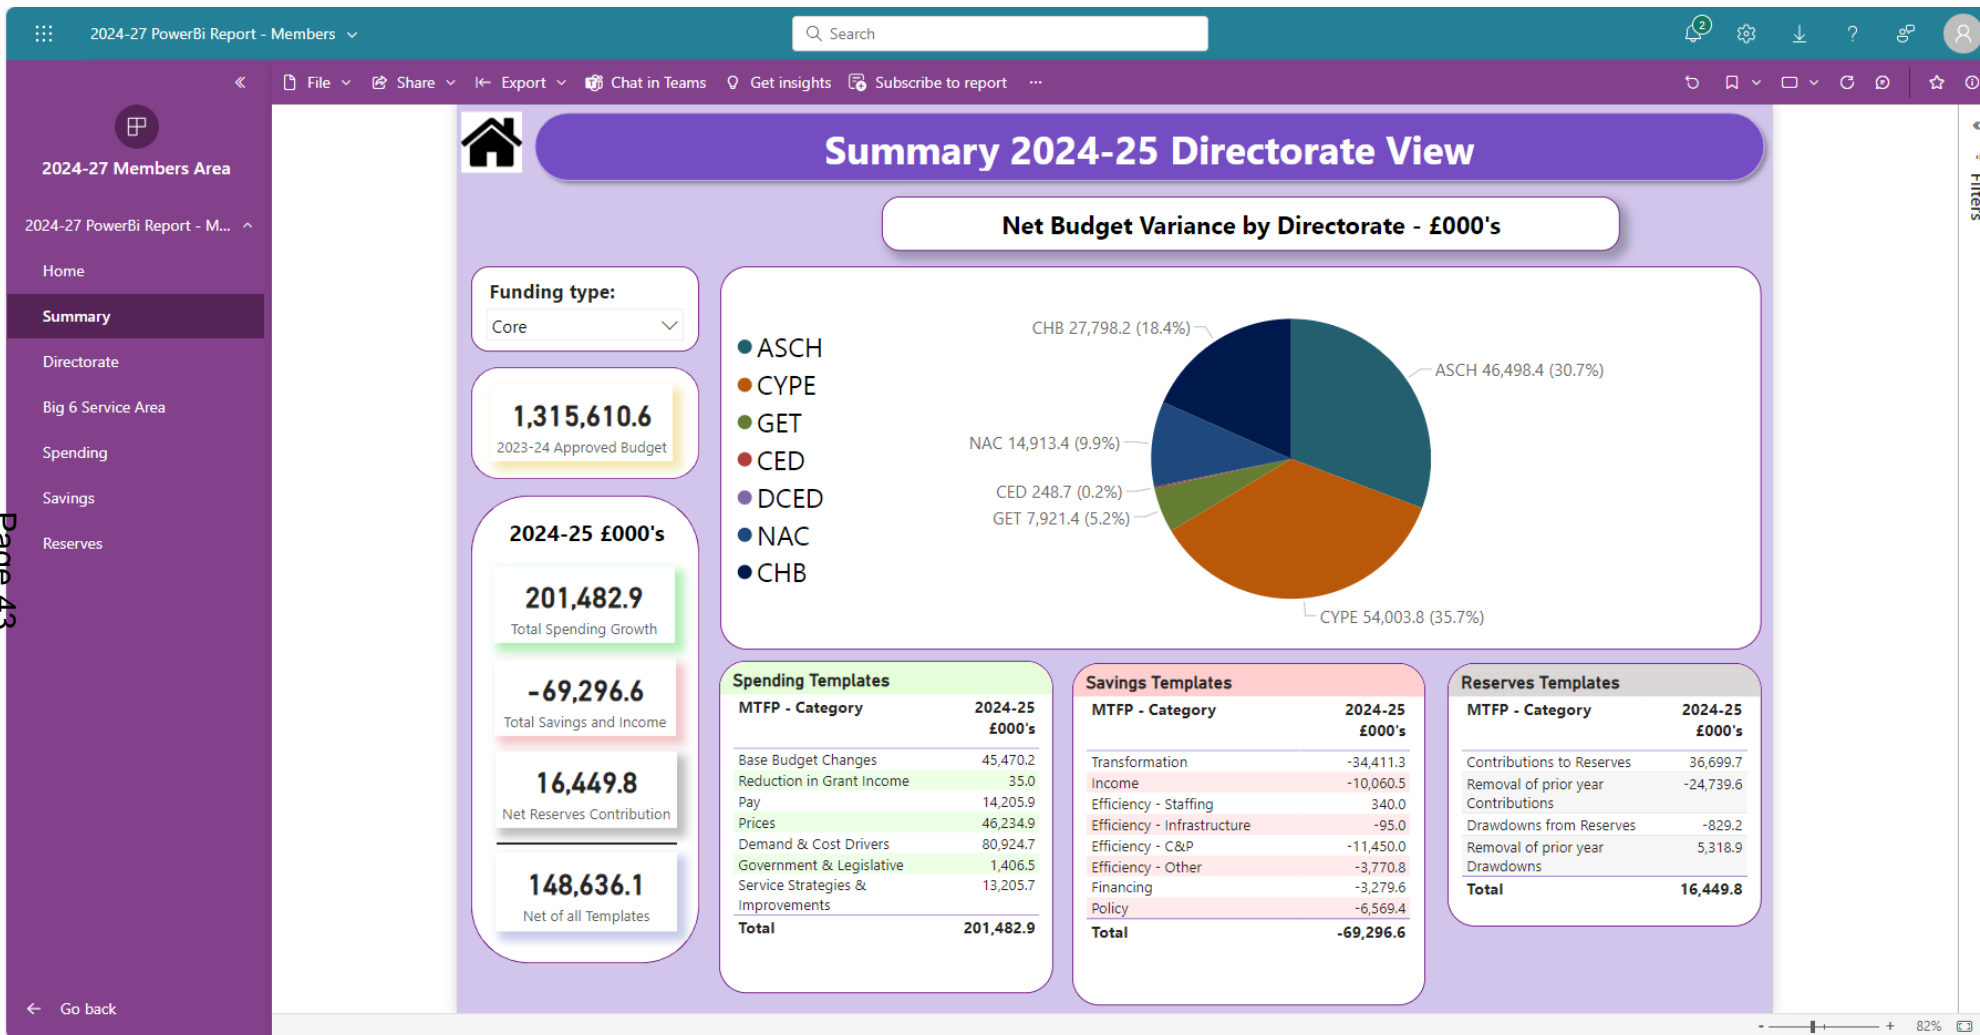 2024-27 PowerBi Report - Members
Search
2
File
Share
Export
Chat in Teams
Get insights
Subscribe to report
...
2024-27 Members Area
2024-27 PowerBi Report - M...
Home
Summary
Directorate
Big 6 Service Area
Spending
Savings
Reserves
Go back
Page 43
Filters
Summary 2024-25 Directorate View
Net Budget Variance by Directorate - £000's
Funding type:
Core
1,315,610.6
2023-24 Approved Budget
2024-25 £000's
201,482.9
Total Spending Growth
-69,296.6
Total Savings and Income
16,449.8
Net Reserves Contribution
148,636.1
Net of all Templates
ASCH
CYPE
GET
CED
DCED
NAC
CHB
CHB 27,798.2 (18.4%)
ASCH 46,498.4 (30.7%)
NAC 14,913.4 (9.9%)
CED 248.7 (0.2%)
GET 7,921.4 (5.2%)
CYPE 54,003.8 (35.7%)
Spending Templates
MTFP - Category 2024-25
£000's
Base Budget Changes 45,470.2
Reduction in Grant Income 35.0
Pay 14,205.9
Prices 46,234.9
Demand & Cost Drivers 80,924.7
Government & Legislative 1,406.5
Service Strategies & 13,205.7
Improvements
Total 201,482.9
Savings Templates
MTFP - Category 2024-25
£000's
Transformation -34,411.3
Income -10,060.5
Efficiency - Staffing 340.0
Efficiency - Infrastructure -95.0
Efficiency - C&P -11,450.0
Efficiency - Other -3,770.8
Financing -3,279.6
Policy -6,569.4
Total -69,296.6
Reserves Templates
MTFP - Category 2024-25
£000's
Contributions to Reserves 36,699.7
Removal of prior year -24,739.6
Contributions
Drawdowns from Reserves -829.2
Removal of prior year 5,318.9
Drawdowns
Total 16,449.8
- + 82%